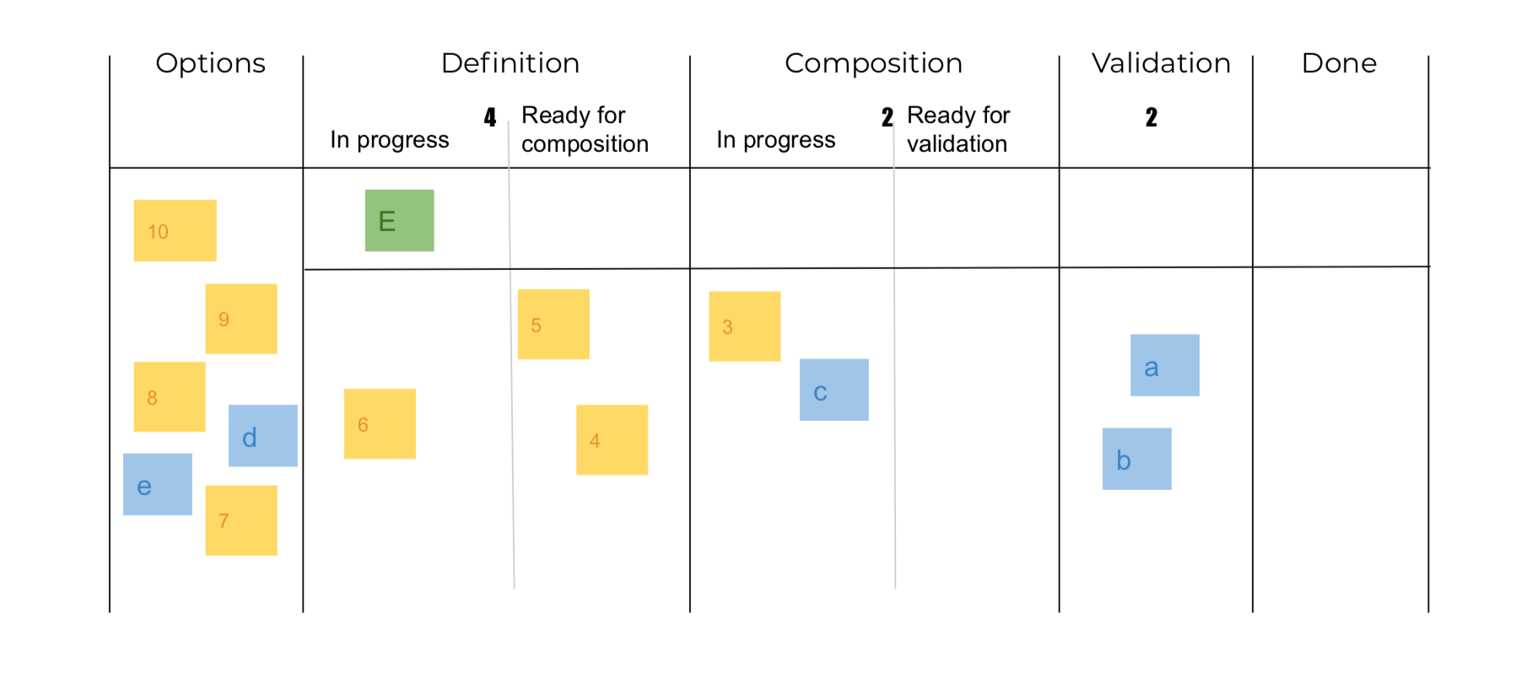 Options
Definition
Composition
Validation
Done
4
Ready for
composition
In progress
2
Ready for
validation
In progress
2
10
E
9
5
3
8
6
4
c
a
d
b
e
7